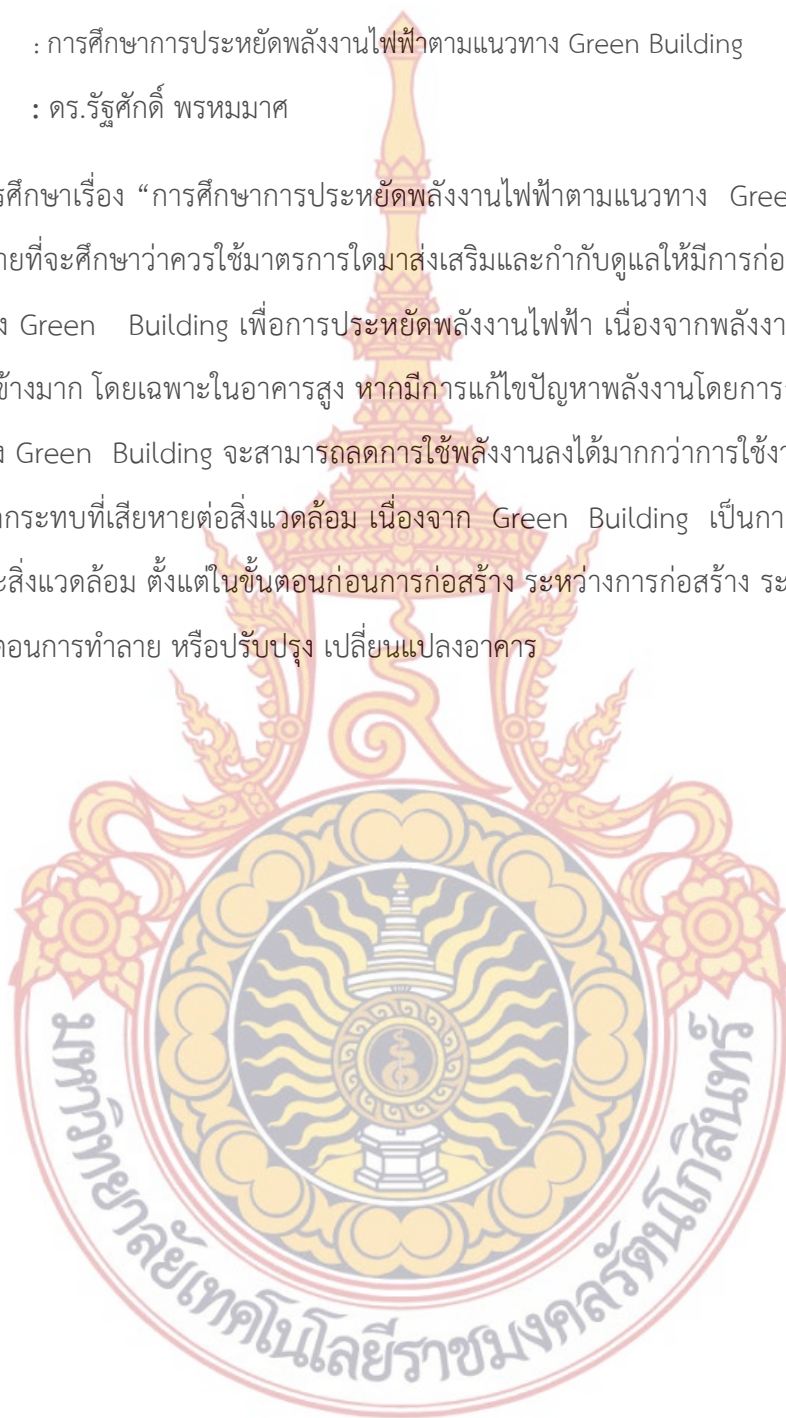 : การศึกษาการประหยัดพลังงานไฟฟ้าตามแนวทาง Green Building
: ดร.รัฐศักดิ์ พรหมมาศ
รศึกษาเรื่อง “การศึกษาการประหยัดพลังงานไฟฟ้าตามแนวทาง Gree
ายที่จะศึกษาว่าควรใช้มาตรการใดมาส่งเสริมและกำกับดูแลให้มีการก่อ
ง Green Building เพื่อการประหยัดพลังงานไฟฟ้า เนื่องจากพลังงา
ข้างมาก โดยเฉพาะในอาคารสูง หากมีการแก้ไขปัญหาพลังงานโดยการ
ง Green Building จะสามารถลดการใช้พลังงานลงได้มากกว่าการใช้งา
กระทบที่เสียหายต่อสิ่งแวดล้อม เนื่องจาก Green Building เป็นกา
ะสิ่งแวดล้อม ตั้งแต่ในขั้นตอนก่อนการก่อสร้าง ระหว่างการก่อสร้าง ระ
ตอนการทำลาย หรือปรับปรุง เปลี่ยนแปลงอาคาร
มหาวิทยาลัยเทคโนโลยีราชมงคลรัตนโกสินทร์